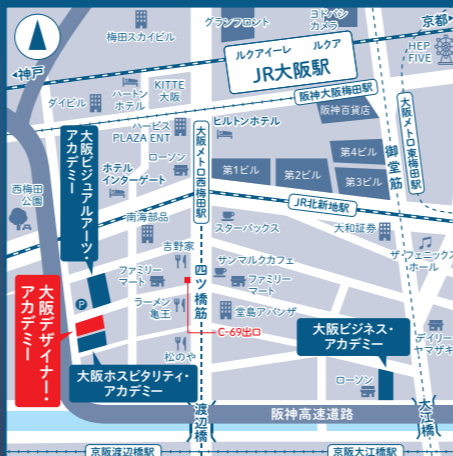 梅田スカイビル
グランフロント
ヨドバシ
カメラ
京都
神戸
ルクアイーレ
ルクア
JR大阪駅
HEP
FIVE
ハートン
ホテル
KITTE
大阪
ダイビル
阪神大阪梅田駅
阪神百貨店
大阪メトロ東梅田駅
ハービス
PLAZA ENT
ヒルトンホテル
大阪メトロ西梅田駅
御堂筋
大阪ビジュアルアーツ・
アカデミー
ローソン
ホテル
インターゲート
第1ビル
第2ビル
第3ビル
第4ビル
西梅田
公園
JR北新地駅
南海部品
スターバックス
大和証券
吉野家
サンマルクカフェ
ザ・フェニックス
ホール
ファミリー
マート
四ツ橋筋
ファミリー
マート
P
ラーメン
亀王
堂島アバンザ
大阪デザイナー・
アカデミー
C-69出口
大阪ビジネス・
アカデミー
デイリー
ヤマザキ
松のや
大阪ホスピタリティ・
アカデミー
ローソン
渡辺橋
阪神高速道路
大江橋
京阪渡辺橋駅
京阪大江橋駅